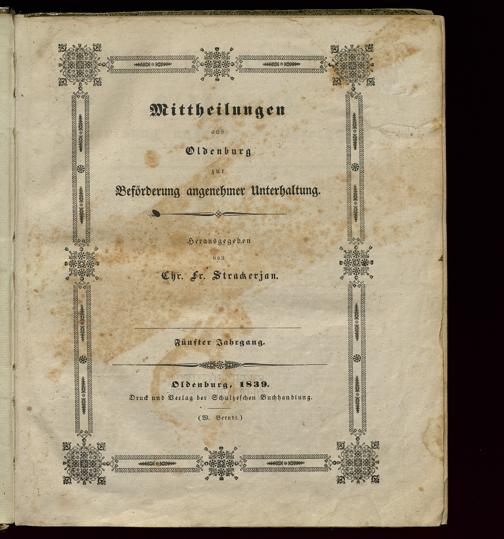 Mittheilungen
aus
Oldenburg
zur
Beförderung angenehmer Unterhaltung.
Herausgegeben
von
Chr. Fr. Strackerjan.
Fünfter Jahrgang.
Oldenburg, 1839.
Druck und Verlag der Schulzeschen Buchhandlung.
(W. Berndt.)